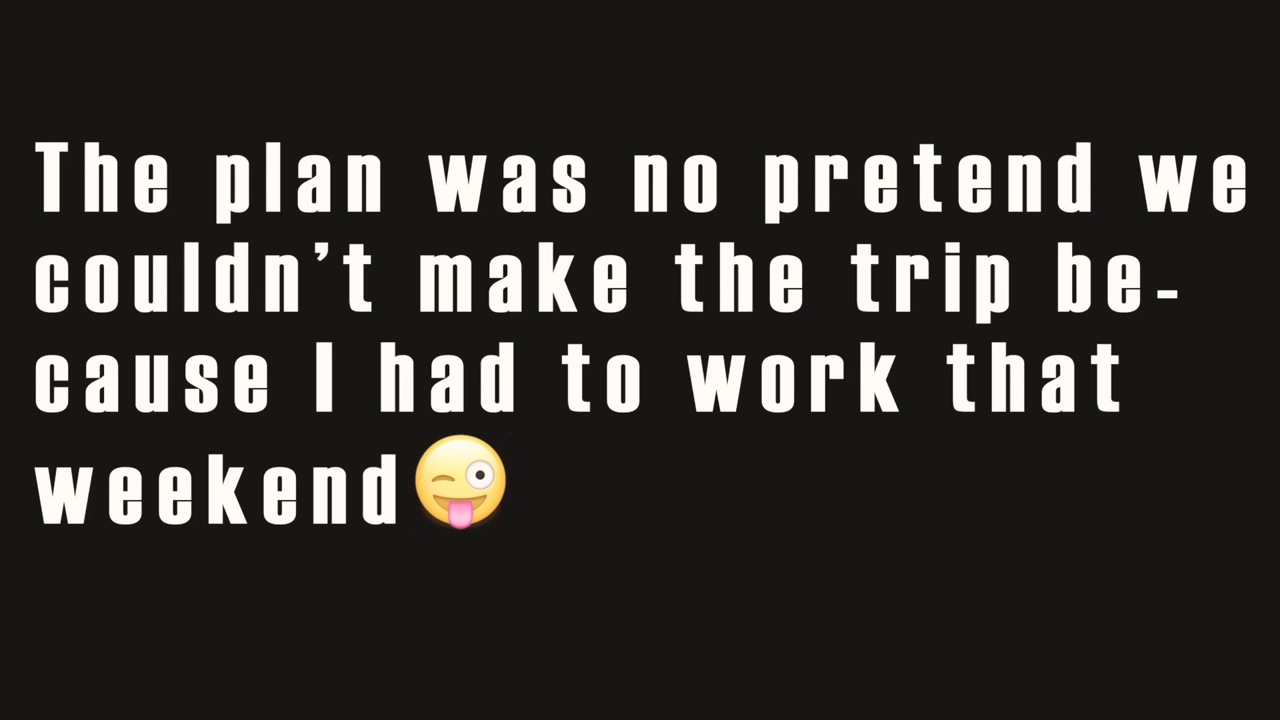 The plan was no pretend we
couldn’t make the trip be-
cause I had to work that
weekend😜